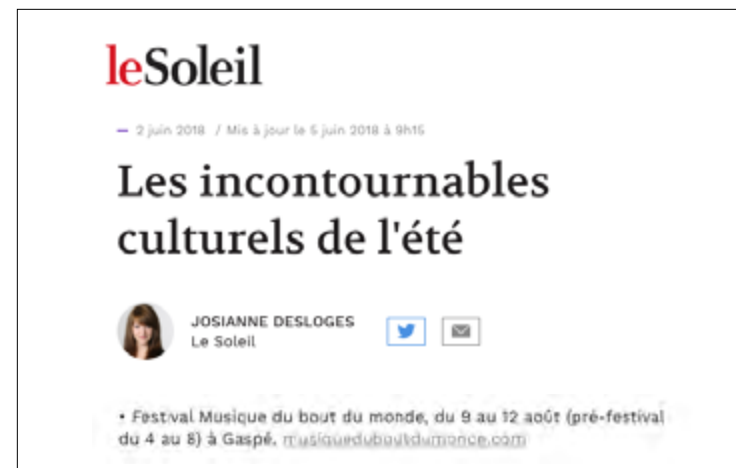 leSoleil
— 2 juin 2018 / Mis à jour le 5 juin 2018 à 9h15
Les incontournables
culturels de l'été
JOSIANNE DESLOGES
Le Soleil
• Festival Musique du bout du monde, du 9 au 12 août (pré-festival
du 4 au 8) à Gaspé. musiqueduboutdumonce.com